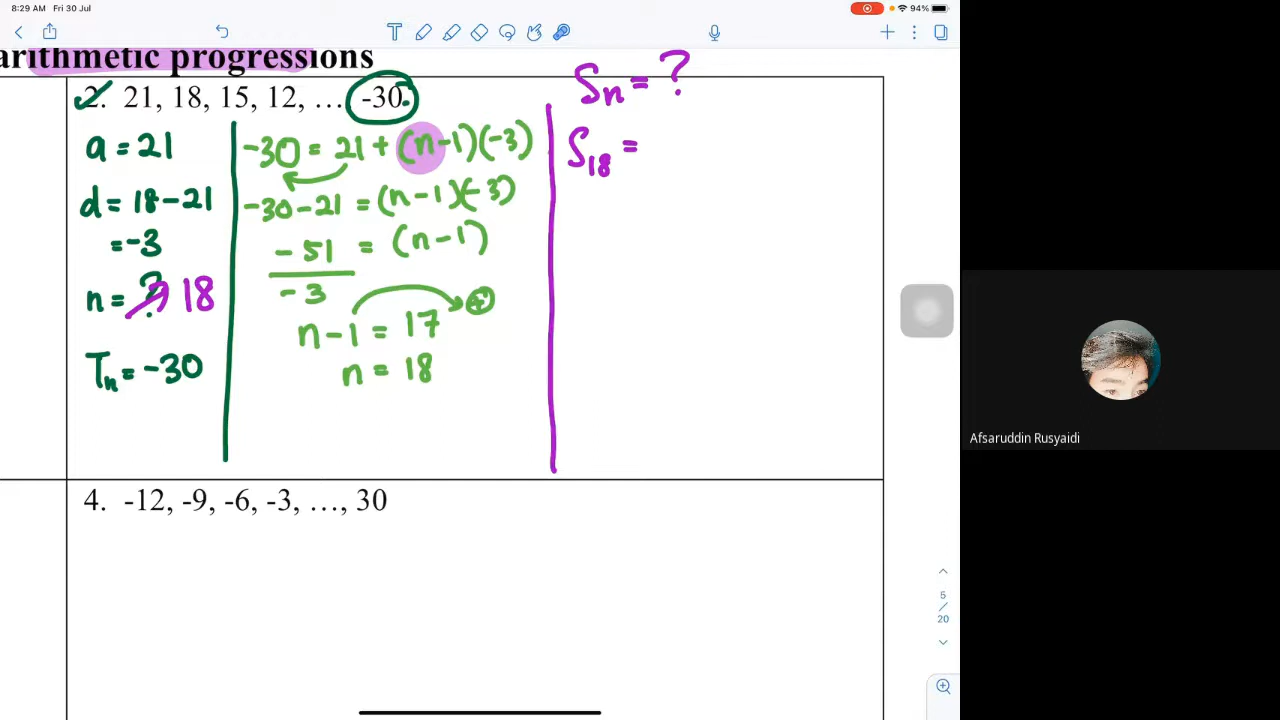 8:29 AM Fri 30 Jul
94%
T
arithmetic progressions
2. 21, 18, 15, 12, … -30.
a = 21
d = 18 - 21
= -3
n = ? 18
Tn = -30
-30 = 21 + (n-1)(-3)
-30 - 21 = (n-1)(-3)
-51 = (n-1)
-3
n - 1 = 17 +
n = 18
Sn = ?
S18 =
4. -12, -9, -6, -3, …, 30
5
/
20
Afsaruddin Rusyaidi